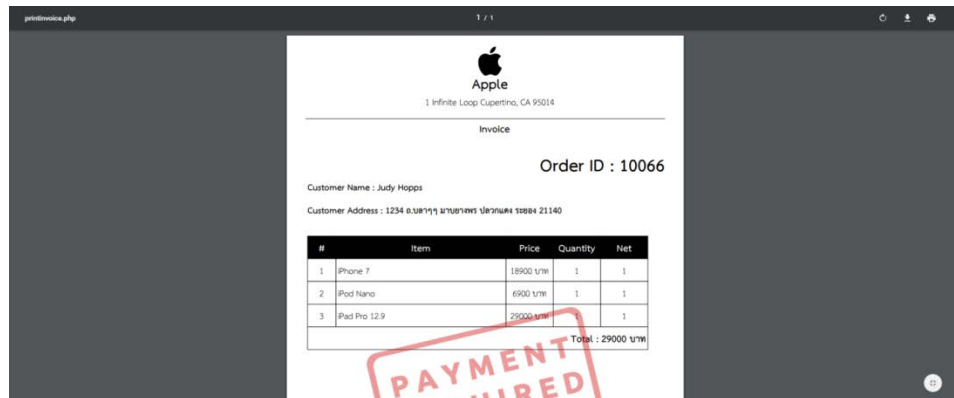 printinvoice.php
1 / 1
Apple
1 Infinite Loop Cupertino, CA 95014
Invoice
Order ID : 10066
Customer Name : Judy Hopps
Customer Address : 1234 ถ.บลาๆๆ มาบยางพร ปลวกแดง ระยอง 21140
# Item Price Quantity Net
1 iPhone 7 18900 บาท 1 1
2 iPod Nano 6900 บาท 1 1
3 iPad Pro 12.9 29000 บาท 1 1
Total : 29000 บาท
PAYMENT